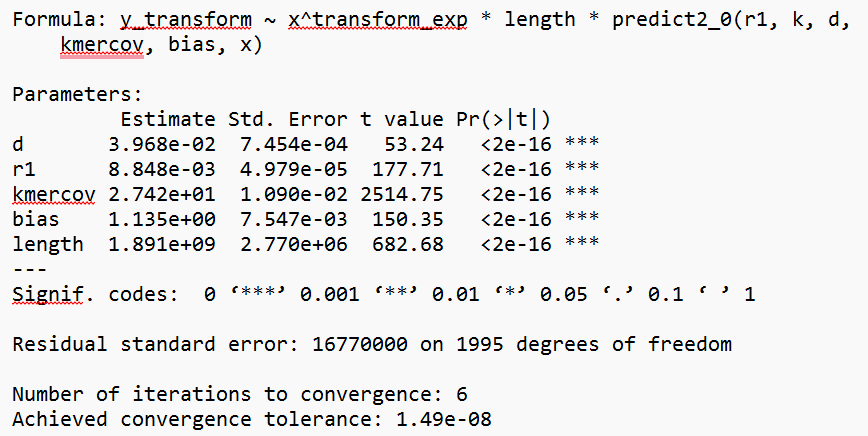 Formula: y_transform ~ x^transform_exp * length * predict2_0(r1, k, d,
    kmercov, bias, x)

Parameters:
         Estimate Std. Error t value Pr(>|t|)
d       3.968e-02  7.454e-04   53.24   <2e-16 ***
r1      8.848e-03  4.979e-05  177.71   <2e-16 ***
kmercov 2.742e+01  1.090e-02 2514.75   <2e-16 ***
bias    1.135e+00  7.547e-03  150.35   <2e-16 ***
length  1.891e+09  2.770e+06  682.68   <2e-16 ***
---
Signif. codes:  0 ‘***’ 0.001 ‘**’ 0.01 ‘*’ 0.05 ‘.’ 0.1 ‘ ’ 1

Residual standard error: 16770000 on 1995 degrees of freedom

Number of iterations to convergence: 6
Achieved convergence tolerance: 1.49e-08